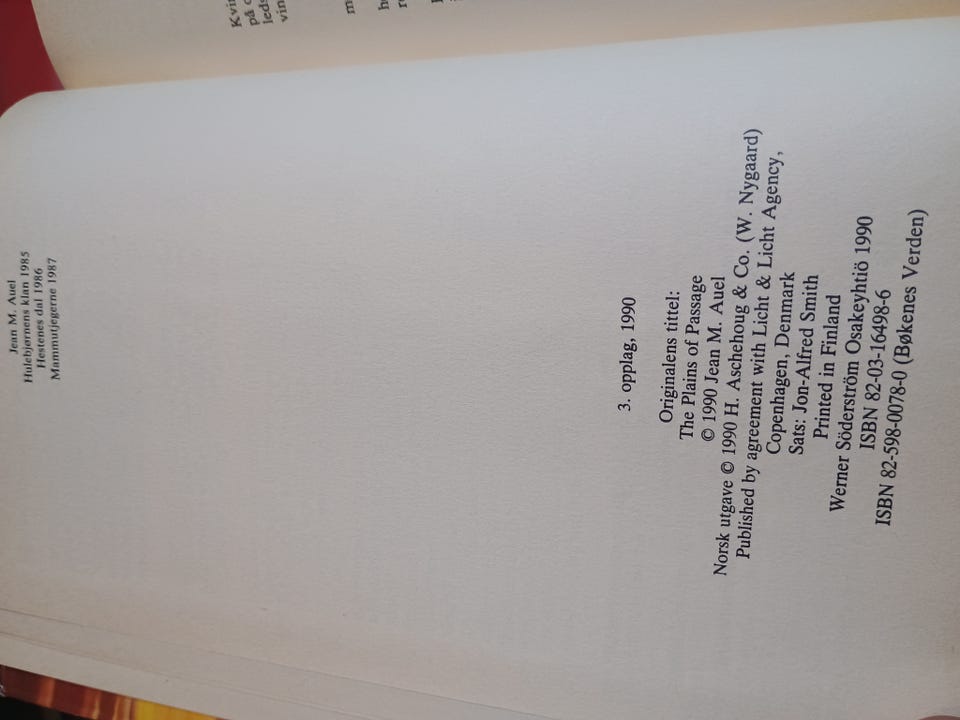 Jean M. Auel
Hulebjørnens klan 1985
Hestenes dal 1986
Mammutjegerne 1987
3. opplag, 1990
Originalens tittel:
The Plains of Passage
© 1990 Jean M. Auel
Norsk utgave © 1990 H. Aschehoug & Co. (W. Nygaard)
Published by agreement with Licht & Licht Agency,
Copenhagen, Denmark
Sats: Jon-Alfred Smith
Printed in Finland
Werner Söderström Osakeyhtiö 1990
ISBN 82-03-16498-6
ISBN 82-598-0078-0 (Bøkenes Verden)